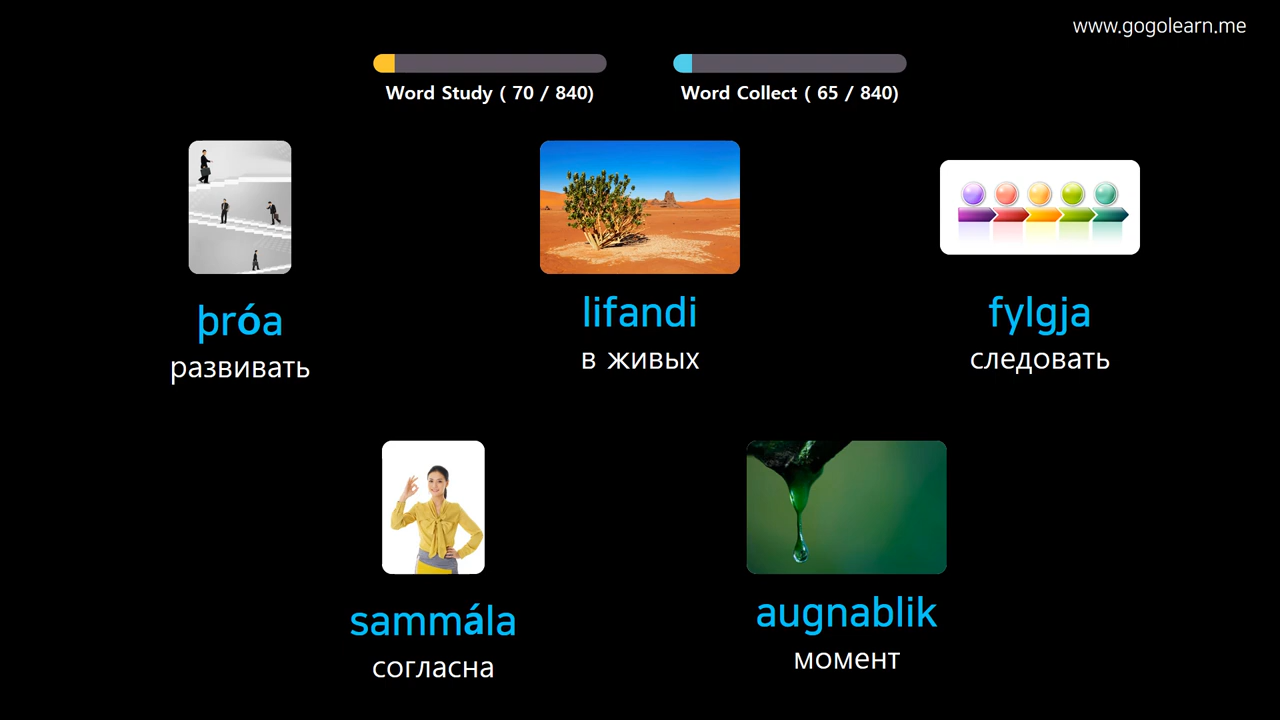 www.gogolearn.me
Word Study ( 70 / 840)
Word Collect ( 65 / 840)
þróa
развивать
lifandi
в живых
fylgja
следовать
sammála
согласна
augnablik
момент